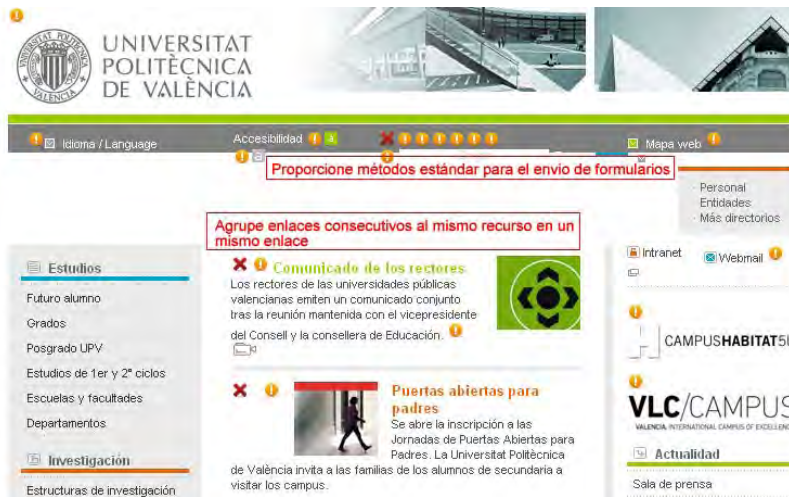 UNIVERSITAT
POLITÈCNICA
DE VALÈNCIA
Idioma / Language
Accesibilidad
Mapa web
Proporcione métodos estándar para el envio de formularios
Personal
Entidades
Más directorios
Agrupe enlaces consecutivos al mismo recurso en un
mismo enlace
Intranet
Webmail
Estudios
Futuro alumno
Grados
Posgrado UPV
Estudios de 1er y 2º ciclos
Escuelas y facultades
Departamentos
Investigación
Estructuras de investigación
Comunicado de los rectores
Los rectores de las universidades públicas
valencianas emiten un comunicado conjunto
tras la reunión mantenida con el vicepresidente
del Consell y la consellera de Educación.
Puertas abiertas para
padres
Se abre la inscripción a las
Jornadas de Puertas Abiertas para
Padres. La Universitat Politècnica
de València invita a las familias de los alumnos de secundaria a
visitar los campus.
CAMPUSHABITAT5
VLC/CAMPUS
VALENCIA, INTERNATIONAL CAMPUS OF EXCELLENC
Actualidad
Sala de prensa